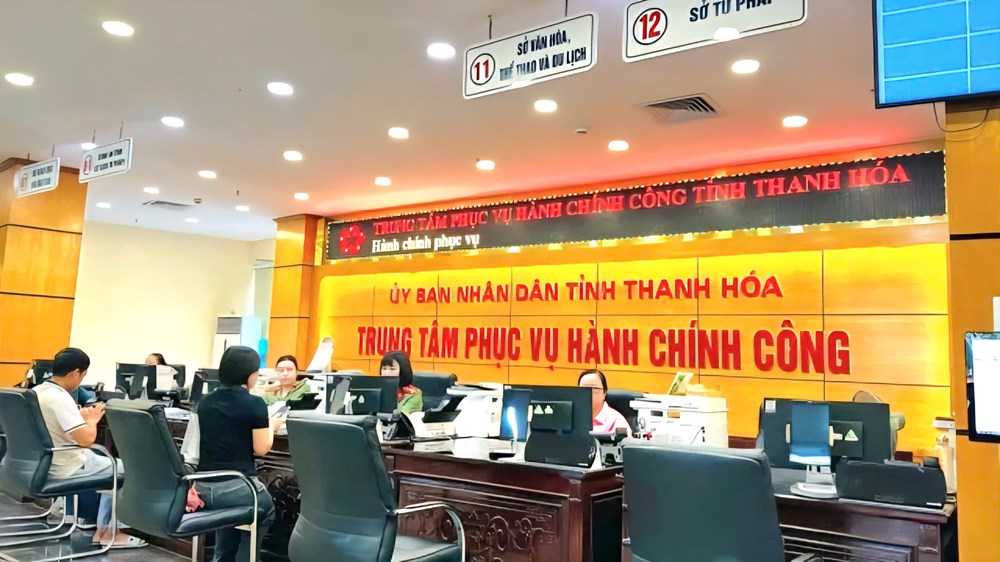 11
SỞ VĂN HÓA,
THỂ THAO VÀ DU LỊCH
12
SỞ TƯ PHÁP
TRUNG TÂM PHỤC VỤ HÀNH CHÍNH CÔNG TỈNH THANH HÓA
Hành chính phục vụ
ỦY BAN NHÂN DÂN TỈNH THANH HÓA
TRUNG TÂM PHỤC VỤ HÀNH CHÍNH CÔNG